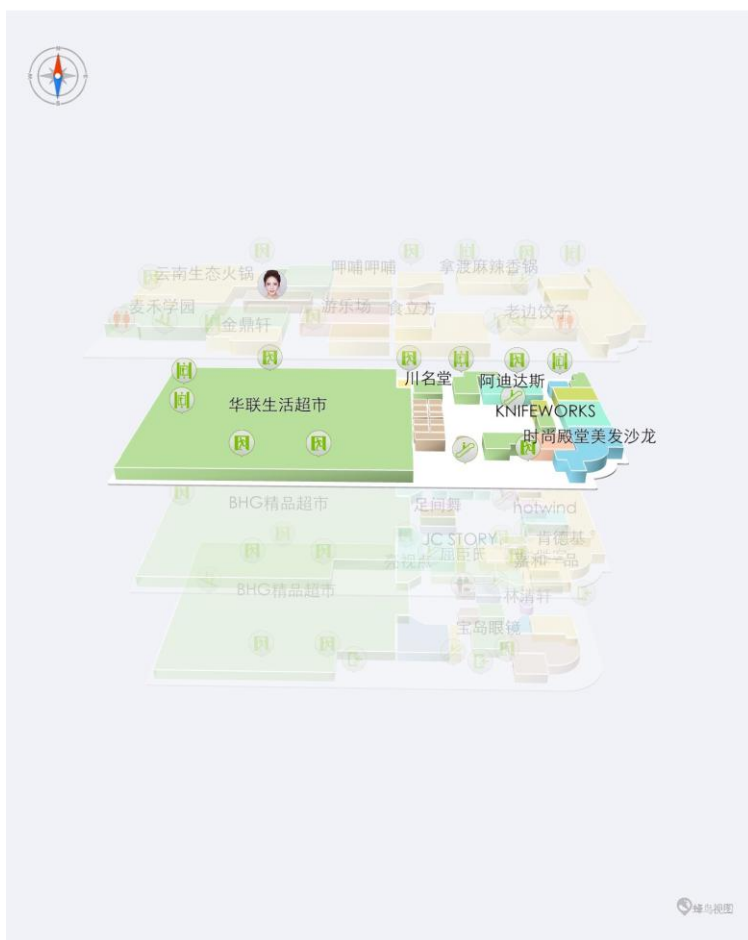 N
云南生态火锅
呷哺呷哺
拿渡麻辣香锅
麦禾学园
金鼎轩
游乐场
食立方
老边饺子
川名堂
阿迪达斯
华联生活超市
KNIFEWORKS
时尚殿堂美发沙龙
BHG精品超市
足间舞
hotwind
JC STORY
肯德基
嘉和一品
BHG精品超市
林清轩
宝岛眼镜
蜂鸟视图